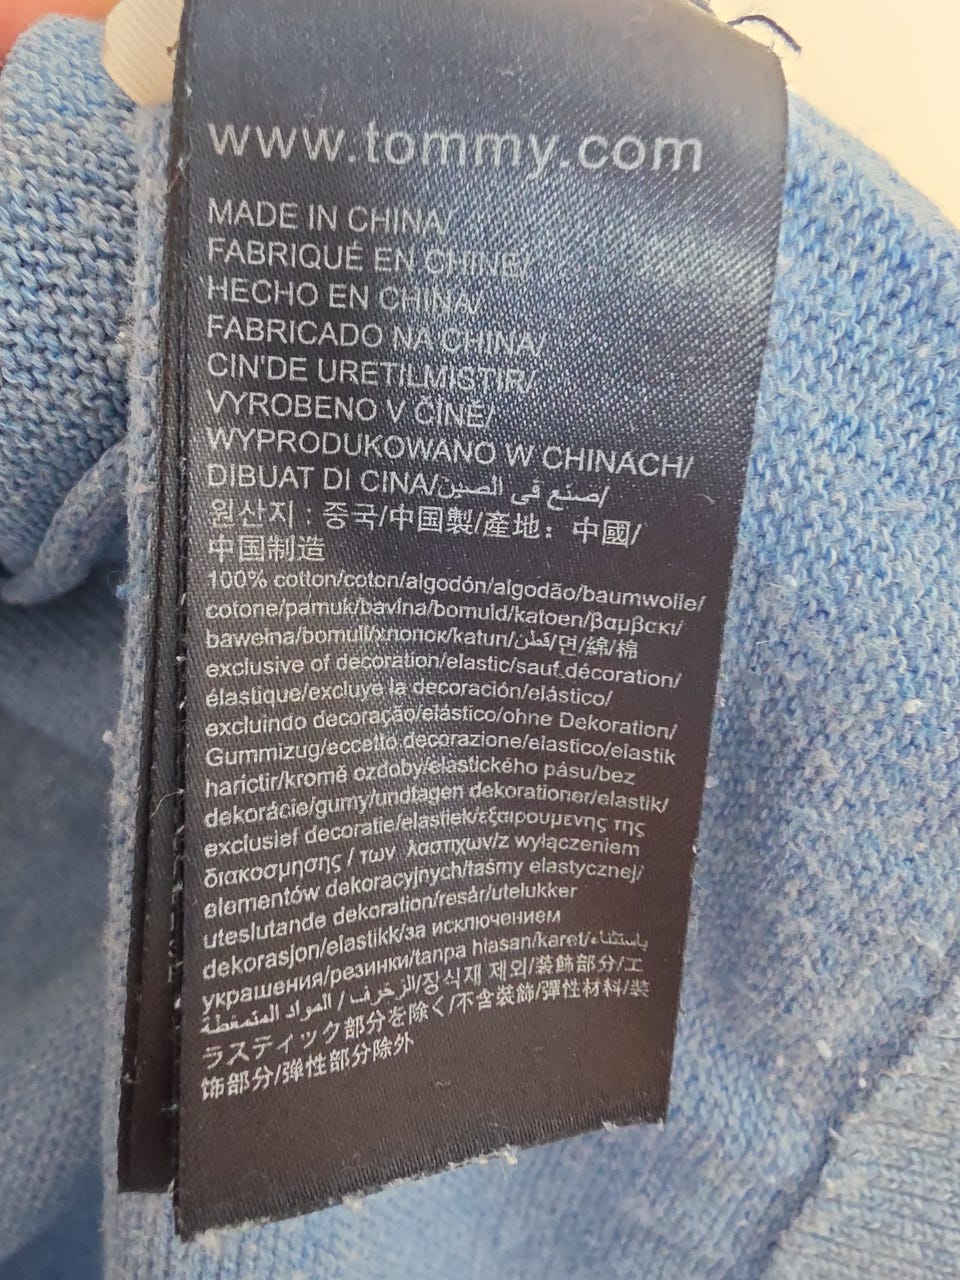 www.tommy.com
MADE IN CHINA/
FABRIQUÉ EN CHINE/
HECHO EN CHINA/
FABRICADO NA CHINA/
CIN'DE URETILMISTIR/
VYROBENO V ČÍNĚ/
WYPRODUKOWANO W CHINACH/
DIBUAT DI CINA/صنع في الصين/
원산지 : 중국/中国製/產地：中國/
中国制造
100% cotton/coton/algodón/algodão/baumwolle/
cotone/pamuk/bavlna/bomuld/katoen/βαμβακι/
bawełna/bomull/хлопок/katun/قطن/면/綿/棉
exclusive of decoration/elastic/sauf décoration/
élastique/excluye la decoración/elástico/
excluindo decoração/elástico/ohne Dekoration/
Gummizug/eccetto decorazione/elastico/elastik
harictir/kromě ozdoby/elastického pásu/bez
dekorácie/gumy/undtagen dekorationer/elastik/
exclusief decoratie/elastiek/εξαιρουμενης της
διακοσμησης / των λαστιχων/z wyłączeniem
elementów dekoracyjnych/taśmy elastycznej/
uteslutande dekoration/resår/utelukker
dekorasjon/elastikk/за исключением
украшения/резинки/tanpa hiasan/karet/باستثناء
الزخرف / المواد المتمغطة/장식재 제외/装飾部分/エ
ラスティック部分を除く/不含裝飾/彈性材料/装
饰部分/弹性部分除外